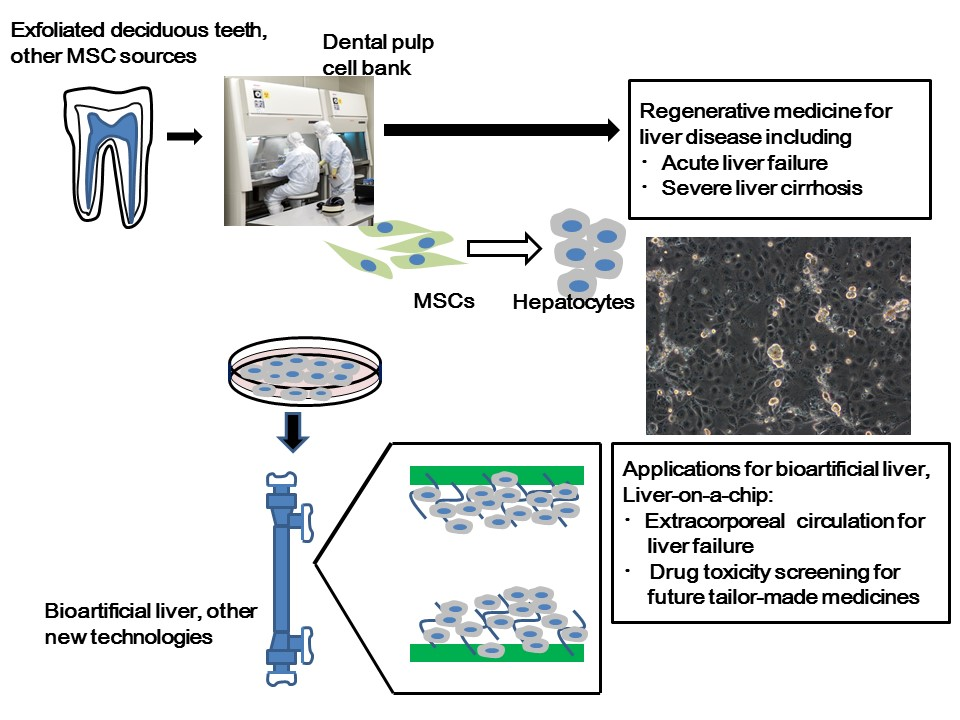 Exfoliated deciduous teeth,
other MSC sources
Dental pulp
cell bank
Regenerative medicine for
liver disease including
・ Acute liver failure
・ Severe liver cirrhosis
MSCs
Hepatocytes
Applications for bioartificial liver,
Liver-on-a-chip:
・ Extracorporeal circulation for
liver failure
・ Drug toxicity screening for
future tailor-made medicines
Bioartificial liver, other
new technologies